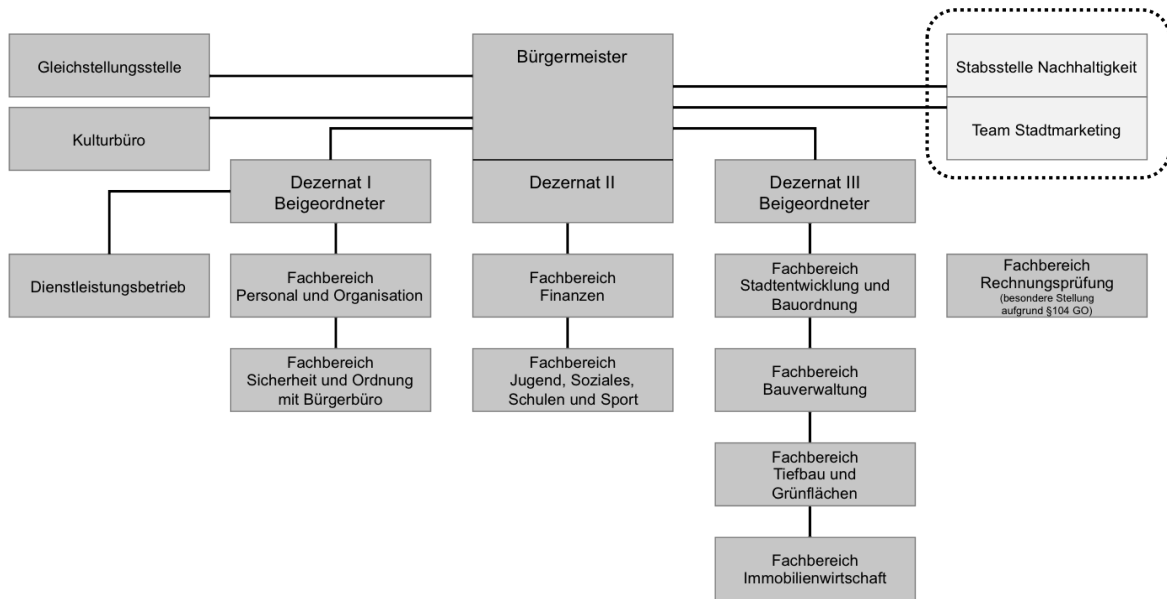 Gleichstellungsstelle
Bürgermeister
Stabsstelle Nachhaltigkeit
Kulturbüro
Team Stadtmarketing
Dezernat I
Beigeordneter
Dezernat II
Dezernat III
Beigeordneter
Dienstleistungsbetrieb
Fachbereich
Personal und Organisation
Fachbereich
Finanzen
Fachbereich
Stadtentwicklung und
Bauordnung
Fachbereich
Rechnungsprüfung
(besondere Stellung
aufgrund §104 GO)
Fachbereich
Sicherheit und Ordnung
mit Bürgerbüro
Fachbereich
Jugend, Soziales,
Schulen und Sport
Fachbereich
Bauverwaltung
Fachbereich
Tiefbau und
Grünflächen
Fachbereich
Immobilienwirtschaft